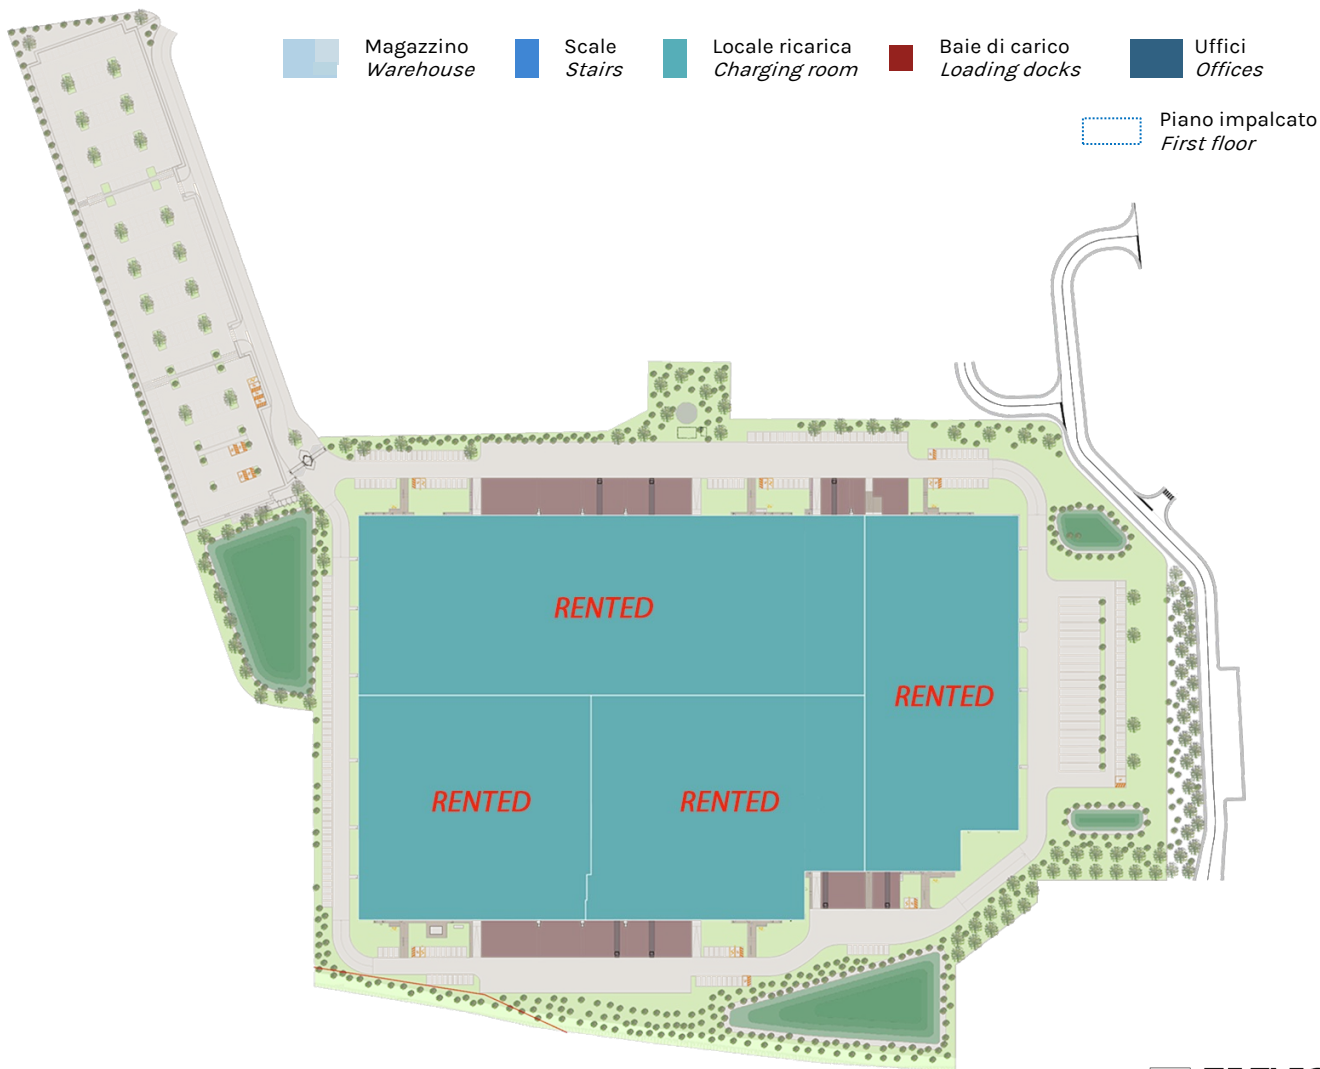 Magazzino
Warehouse
Scale
Stairs
Locale ricarica
Charging room
Baie di carico
Loading docks
Uffici
Offices
Piano impalcato
First floor
RENTED
RENTED
RENTED
RENTED